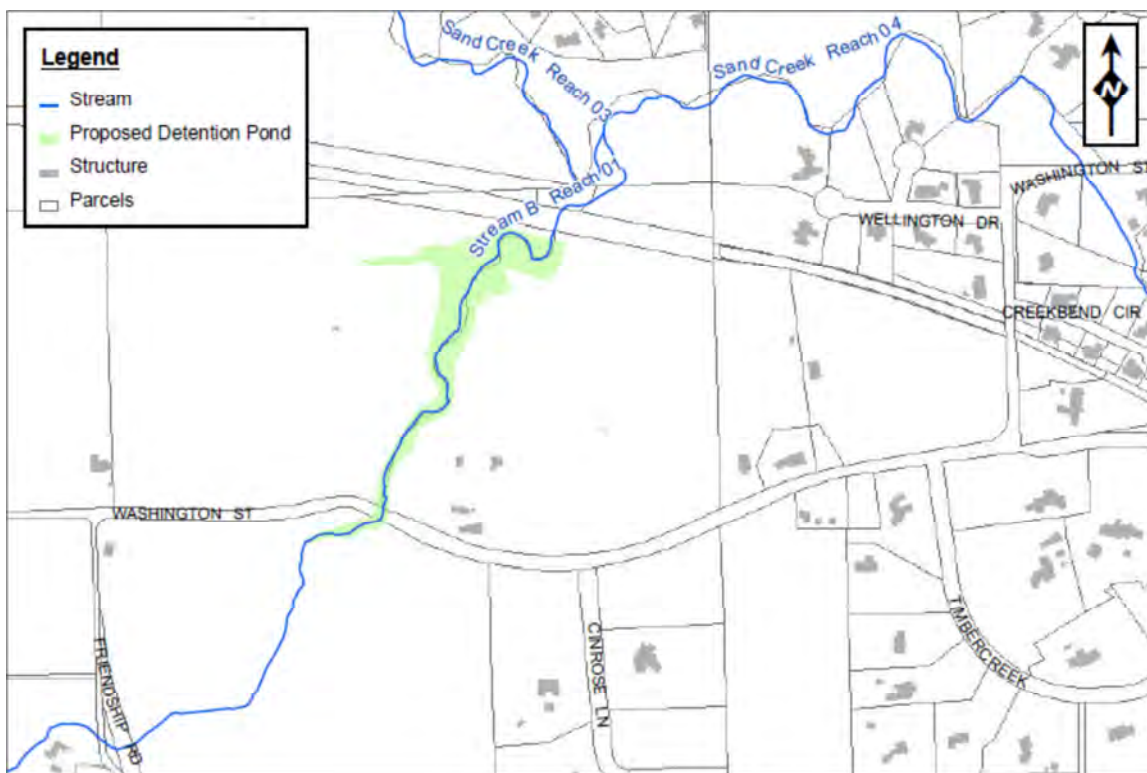 Legend
Stream
Proposed Detention Pond
Structure
Parcels
Sand Creek Reach 03
Sand Creek Reach 04
N
Stream B Reach 01
WASHINGTON ST
WELLINGTON DR
CREEKBEND CIR
WASHINGTON ST
FRIENDSHIP RD
CINROSE LN
TIMBERCREEK